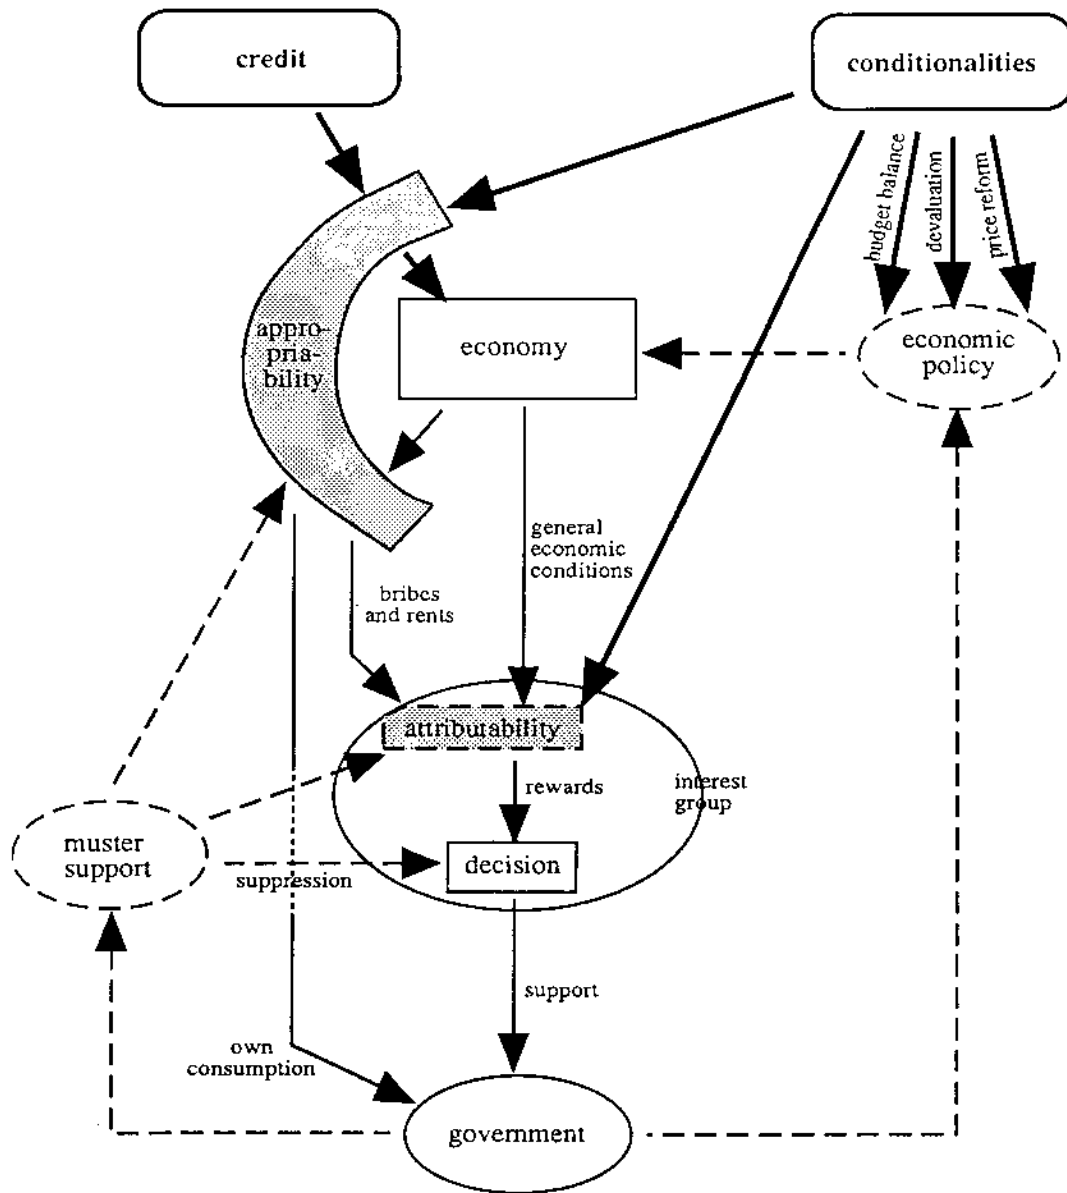 credit
conditionalities
budget balance
devaluation
price reform
appro-
pria-
bility
economy
economic
policy
general
economic
conditions
bribes
and rents
attributability
rewards
interest
group
muster
support
suppression
decision
support
own
consumption
government